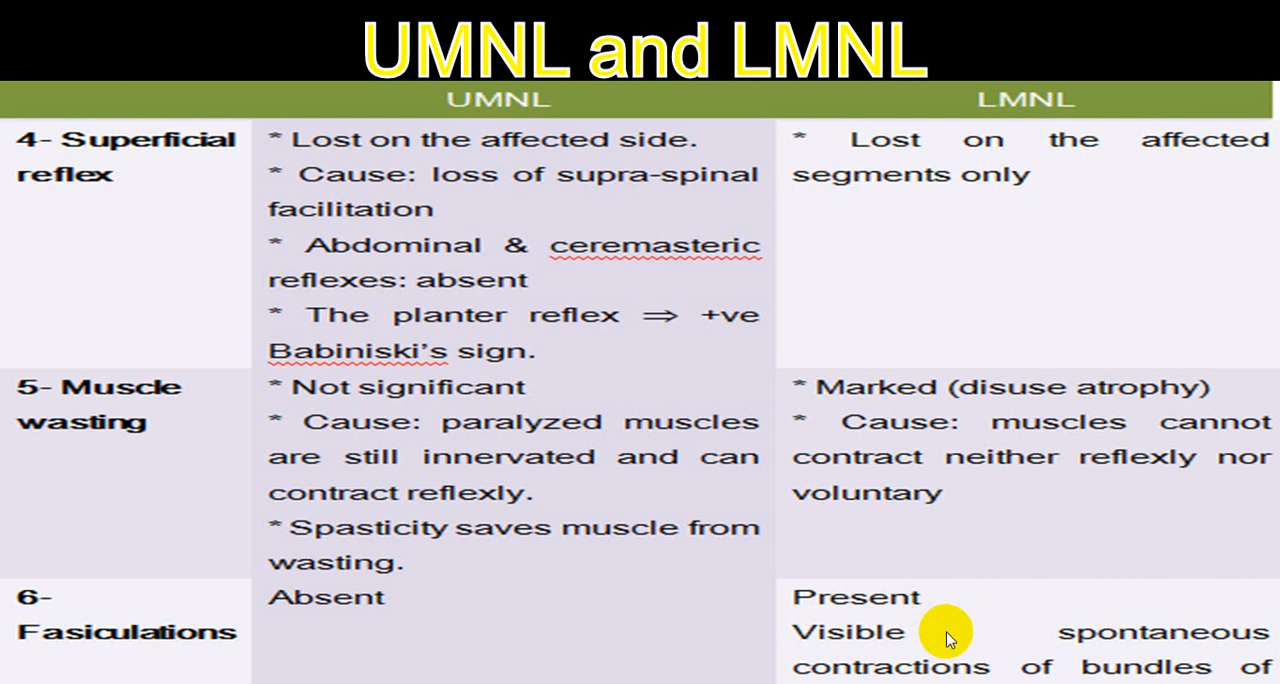 UMNL and LMNL
UMNL LMNL
4- Superficial
reflex
* Lost on the affected side.
* Cause: loss of supra-spinal
facilitation
* Abdominal & ceremasteric
reflexes: absent
* The planter reflex ⇒ +ve
Babiniski's sign.
* Lost on the affected
segments only
5- Muscle
wasting
* Not significant
* Cause: paralyzed muscles
are still innervated and can
contract reflexly.
* Spasticity saves muscle from
wasting.
* Marked (disuse atrophy)
* Cause: muscles cannot
contract neither reflexly nor
voluntary
6-
Fasiculations
Absent
Present
Visible spontaneous
contractions of bundles of